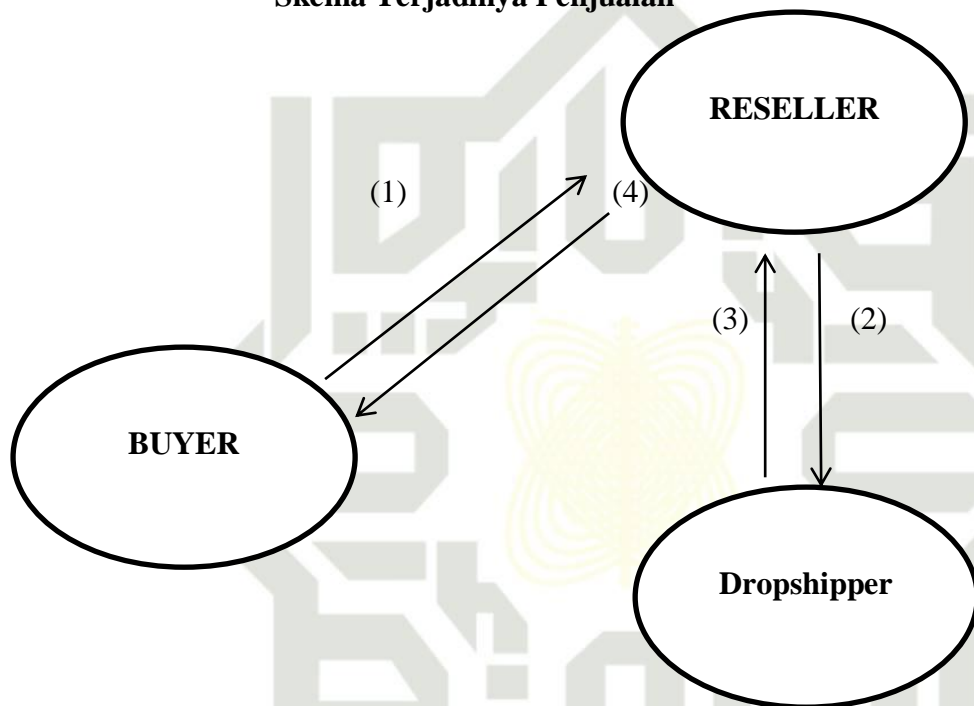 Skema Terjadinya Penjualan
RESELLER
(1)
(4)
(3)
(2)
BUYER
Dropshipper